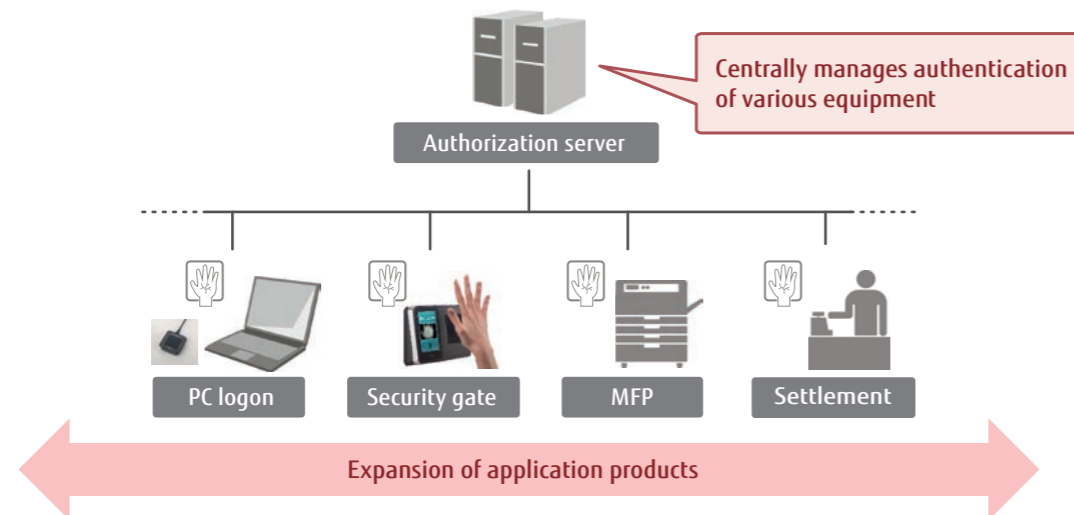 Centrally manages authentication
of various equipment
Authorization server
PC logon
Security gate
MFP
Settlement
Expansion of application products